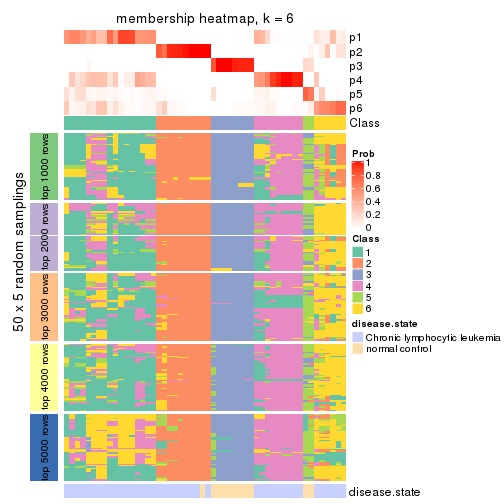 membership heatmap, k = 6
p1
p2
p3
p4
p5
p6
Class
50 x 5 random samplings
top 1000 rows
top 2000 rows
top 3000 rows
top 4000 rows
top 5000 rows
disease.state
Prob
1
0.8
0.6
0.4
0.2
0
Class
1
2
3
4
5
6
disease.state
Chronic lymphocytic leukemia
normal control